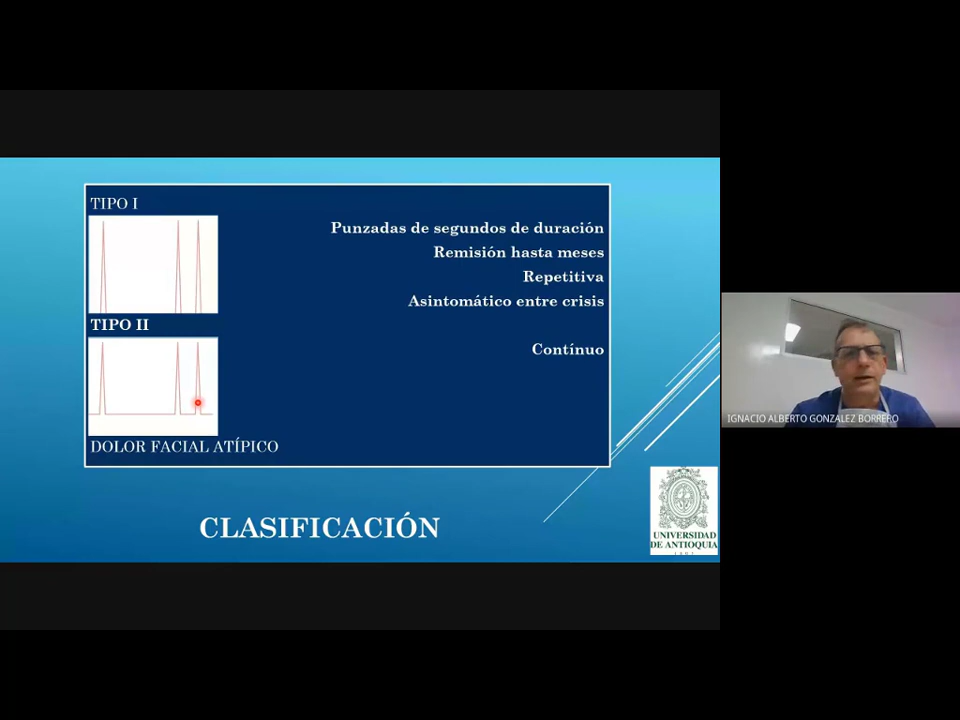 TIPO I
Punzadas de segundos de duración
Remisión hasta meses
Repetitiva
Asintomático entre crisis
TIPO II
Contínuo
DOLOR FACIAL ATÍPICO
CLASIFICACIÓN
UNIVERSIDAD
DE ANTIOQUIA
1803
IGNACIO ALBERTO GONZALEZ BORRERO